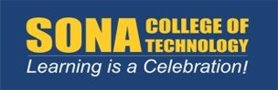 SONA COLLEGE OF
TECHNOLOGY
Learning is a Celebration!